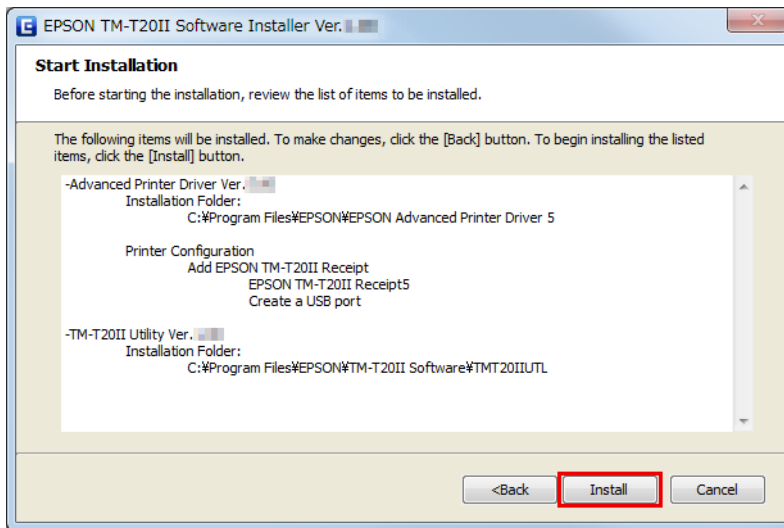 EPSON TM-T20II Software Installer Ver.
Start Installation
Before starting the installation, review the list of items to be installed.
The following items will be installed. To make changes, click the [Back] button. To begin installing the listed
items, click the [Install] button.
-Advanced Printer Driver Ver.
Installation Folder:
C:¥Program Files¥EPSON¥EPSON Advanced Printer Driver 5
Printer Configuration
Add EPSON TM-T20II Receipt
EPSON TM-T20II Receipt5
Create a USB port
-TM-T20II Utility Ver.
Installation Folder:
C:¥Program Files¥EPSON¥TM-T20II Software¥TMT20IIUTL
<Back Install Cancel